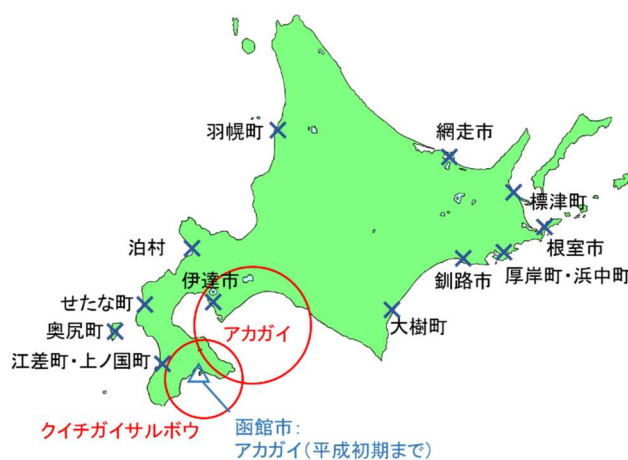 羽幌町
網走市
標津町
泊村
根室市
伊達市
釧路市
厚岸町・浜中町
せたな町
アカガイ
大樹町
奥尻町
江差町・上ノ国町
クイチガイサルボウ
函館市：
アカガイ（平成初期まで）